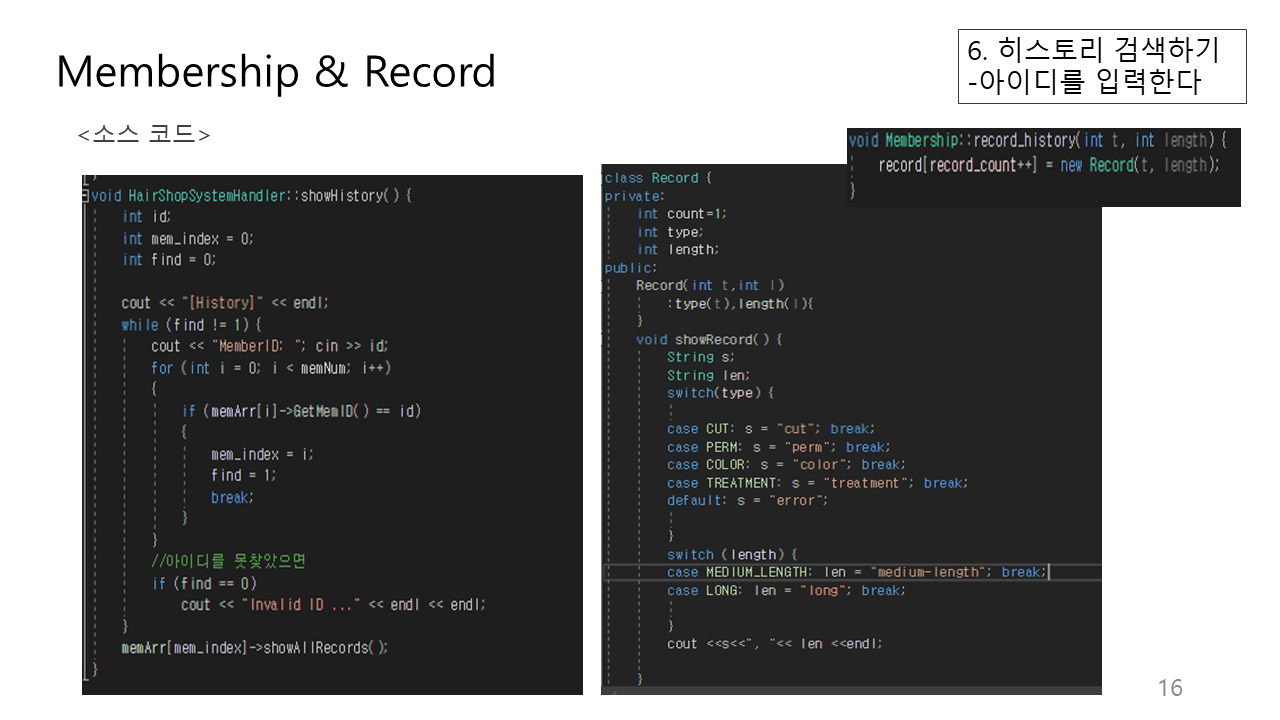 Membership & Record
6. 히스토리 검색하기
-아이디를 입력한다
<소스 코드>
void HairShopSystemHandler::showHistory() {
int id;
int mem_index = 0;
int find = 0;
cout << "[History]" << endl;
while (find != 1) {
cout << "MemberID: "; cin >> id;
for (int i = 0; i < memNum; i++)
{
if (memArr[i]->GetMemID() == id)
{
mem_index = i;
find = 1;
break;
}
}
//아이디를 못찾았으면
if (find == 0)
cout << "Invalid ID ..." << endl << endl;
}
memArr[mem_index]->showAllRecords();
}
class Record {
private:
int count=1;
int type;
int length;
public:
Record(int t,int l)
:type(t),length(l){
}
void showRecord() {
String s;
String len;
switch(type) {
case CUT: s = "cut"; break;
case PERM: s = "perm"; break;
case COLOR: s = "color"; break;
case TREATMENT: s = "treatment"; break;
default: s = "error";
}
switch (length) {
case MEDIUM_LENGTH: len = "medium-length"; break;
case LONG: len = "long"; break;
}
cout <<s<<", "<< len <<endl;
}
void Membership::record_history(int t, int length) {
record[record_count++] = new Record(t, length);
}
16